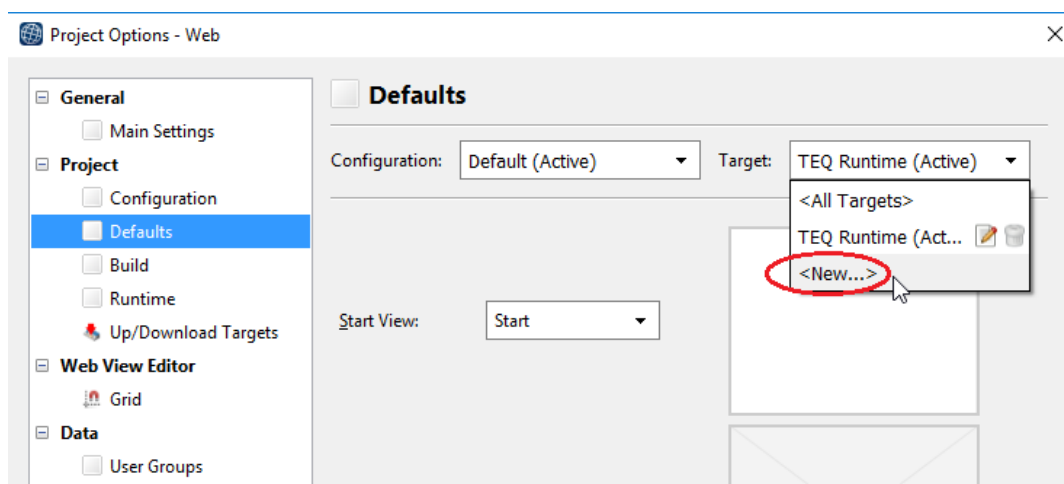 Project Options - Web
General
Main Settings
Project
Configuration
Defaults
Build
Runtime
Up/Download Targets
Web View Editor
Grid
Data
User Groups
Defaults
Configuration: Default (Active) Target: TEQ Runtime (Active)
<All Targets>
TEQ Runtime (Act...
<New...>
Start View: Start